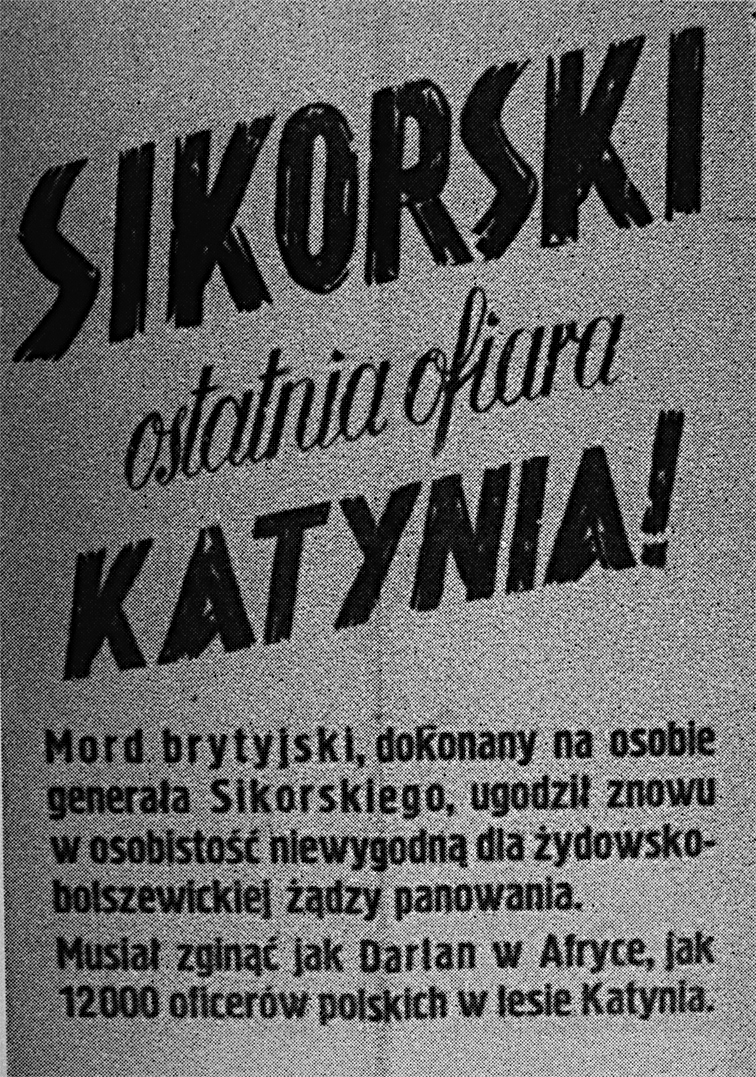 SIKORSKI
ostatnia ofiara
KATYNIA!
Mord brytyjski, dokonany na osobie
generała Sikorskiego, ugodził znowu
w osobistość niewygodną dla żydowsko-
bolszewickiej żądzy panowania.
Musiał zginąć jak Darlan w Afryce, jak
12000 oficerów polskich w lesie Katynia.